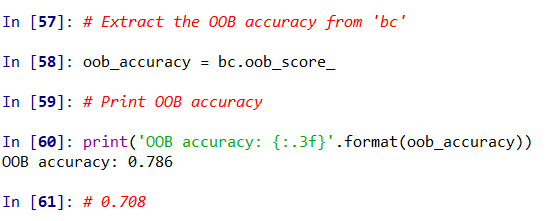 In [57]: # Extract the OOB accuracy from 'bc'
In [58]: oob_accuracy = bc.oob_score_
In [59]: # Print OOB accuracy
In [60]: print('OOB accuracy: {:.3f}'.format(oob_accuracy))
OOB accuracy: 0.786
In [61]: # 0.708